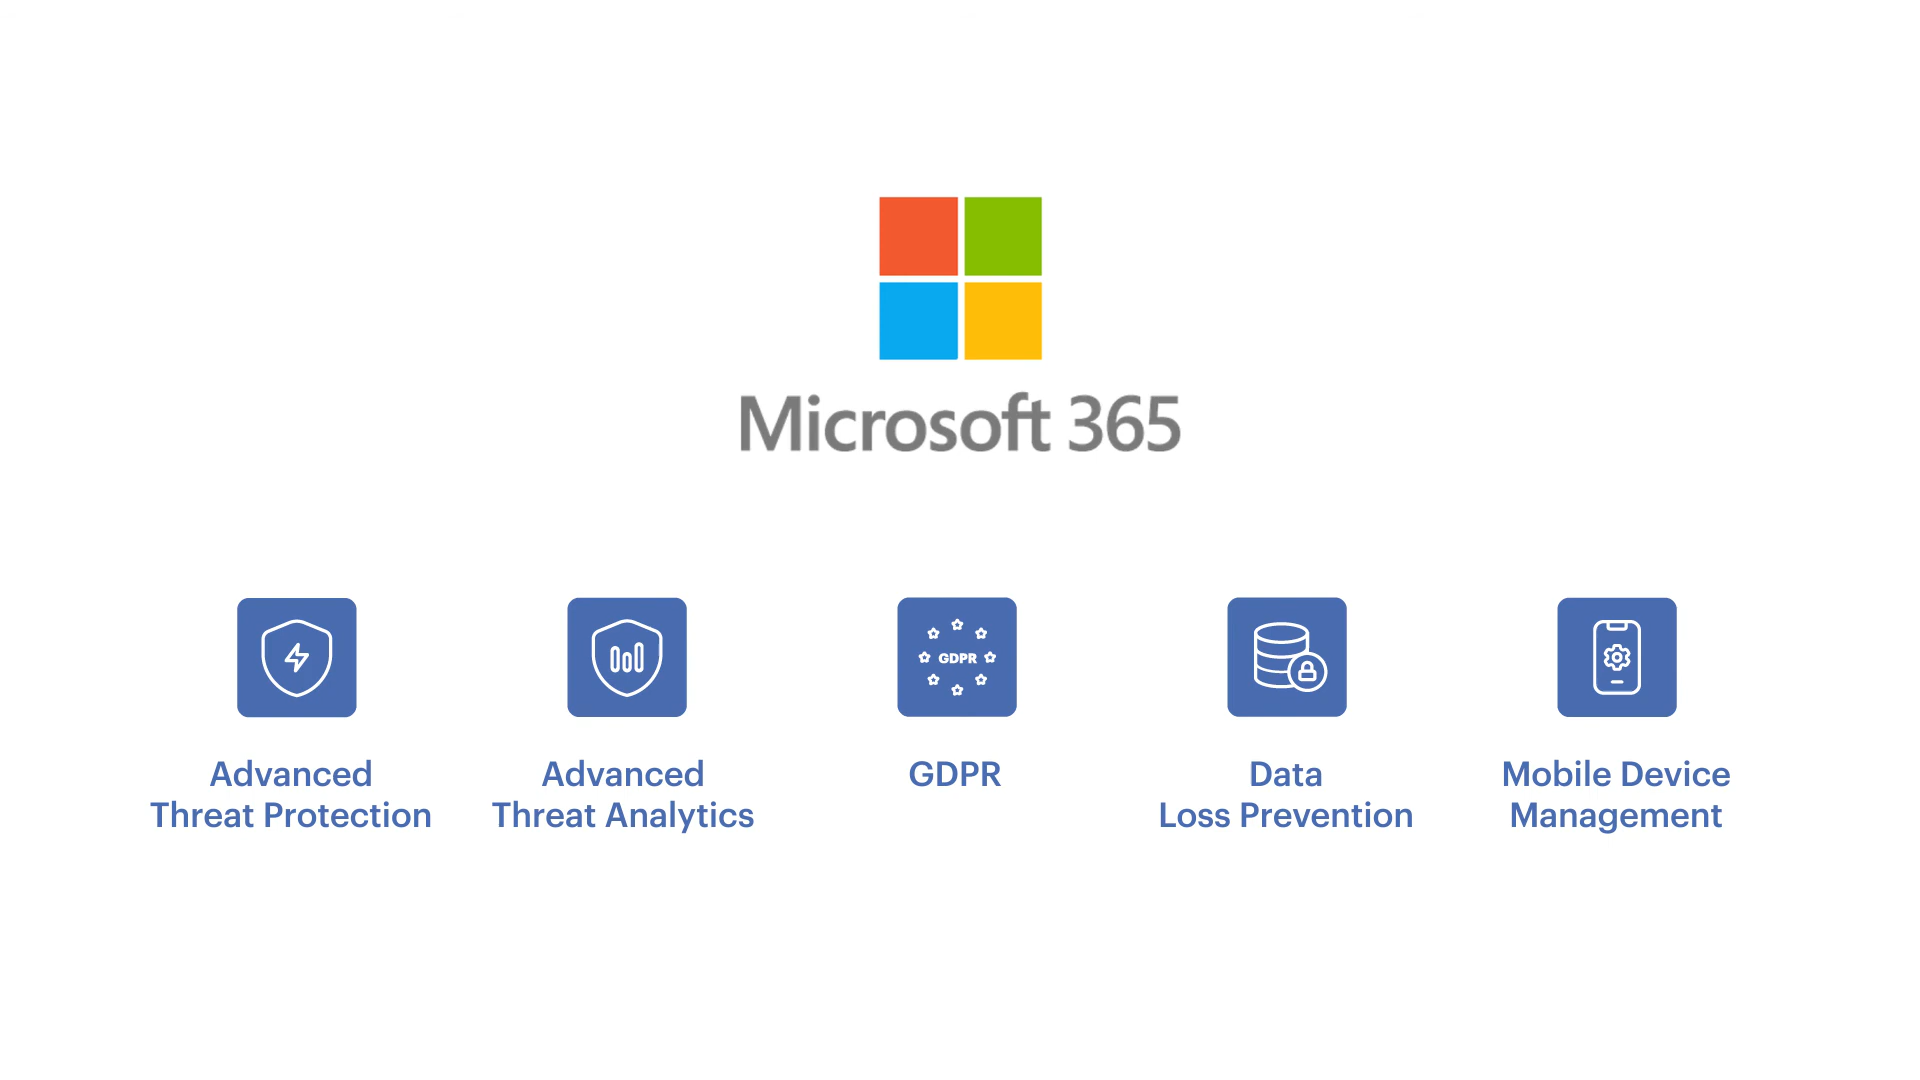 Microsoft 365
GDPR
Advanced
Threat Protection
Advanced
Threat Analytics
GDPR
Data
Loss Prevention
Mobile Device
Management